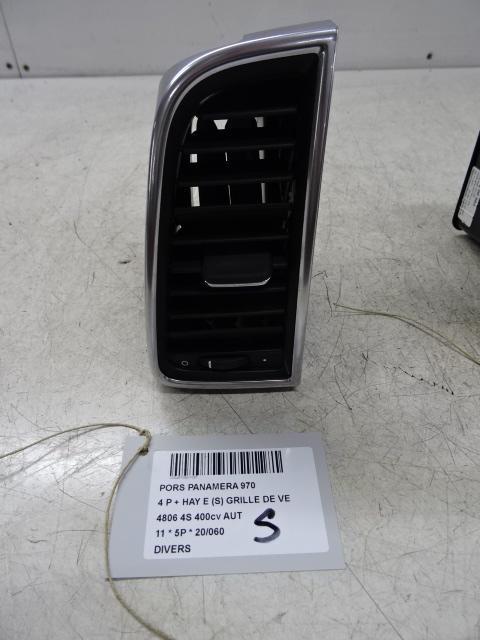 PORS PANAMERA 970
4 P + HAY E (S) GRILLE DE VE
4806 4S 400cv AUT
11 * 5P * 20/060
DIVERS
S